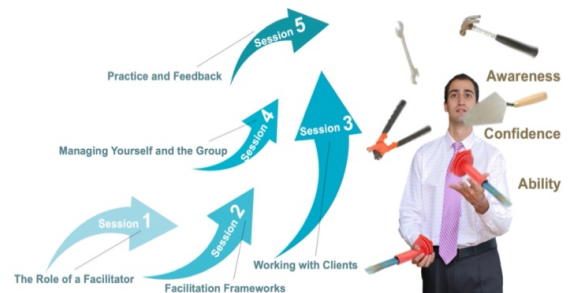 Session 5
Practice and Feedback
Session 4
Managing Yourself and the Group
Session 3
Working with Clients
Session 1
The Role of a Facilitator
Session 2
Facilitation Frameworks
Awareness
Confidence
Ability